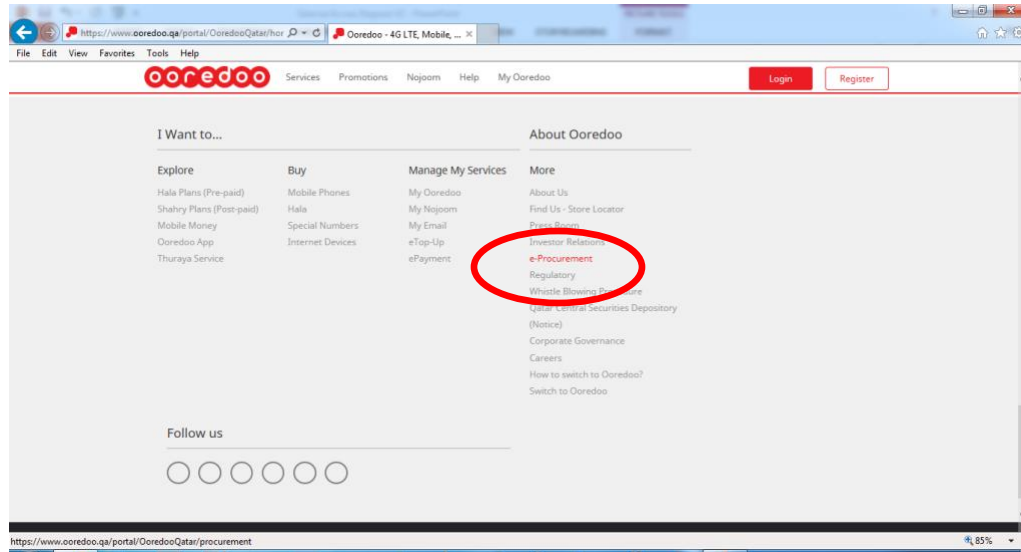 https://www.ooredoo.qa/portal/OoredooQatar/hor
Ooredoo - 4G LTE, Mobile, ...
File Edit View Favorites Tools Help
ooredoo Services Promotions Nojoom Help My Ooredoo Login Register
I Want to... About Ooredoo
Explore Buy Manage My Services More
Hala Plans (Pre-paid) Mobile Phones My Ooredoo About Us
Shahry Plans (Post-paid) Hala My Nojoom Find Us - Store Locator
Mobile Money Special Numbers My Email Press Room
Ooredoo App Internet Devices eTop-Up Investor Relations
Thuraya Service ePayment e-Procurement
Regulatory
Whistle Blowing Procedure
Qatar Central Securities Depository
(Notice)
Corporate Governance
Careers
How to switch to Ooredoo?
Switch to Ooredoo
Follow us
https://www.ooredoo.qa/portal/OoredooQatar/procurement 85%